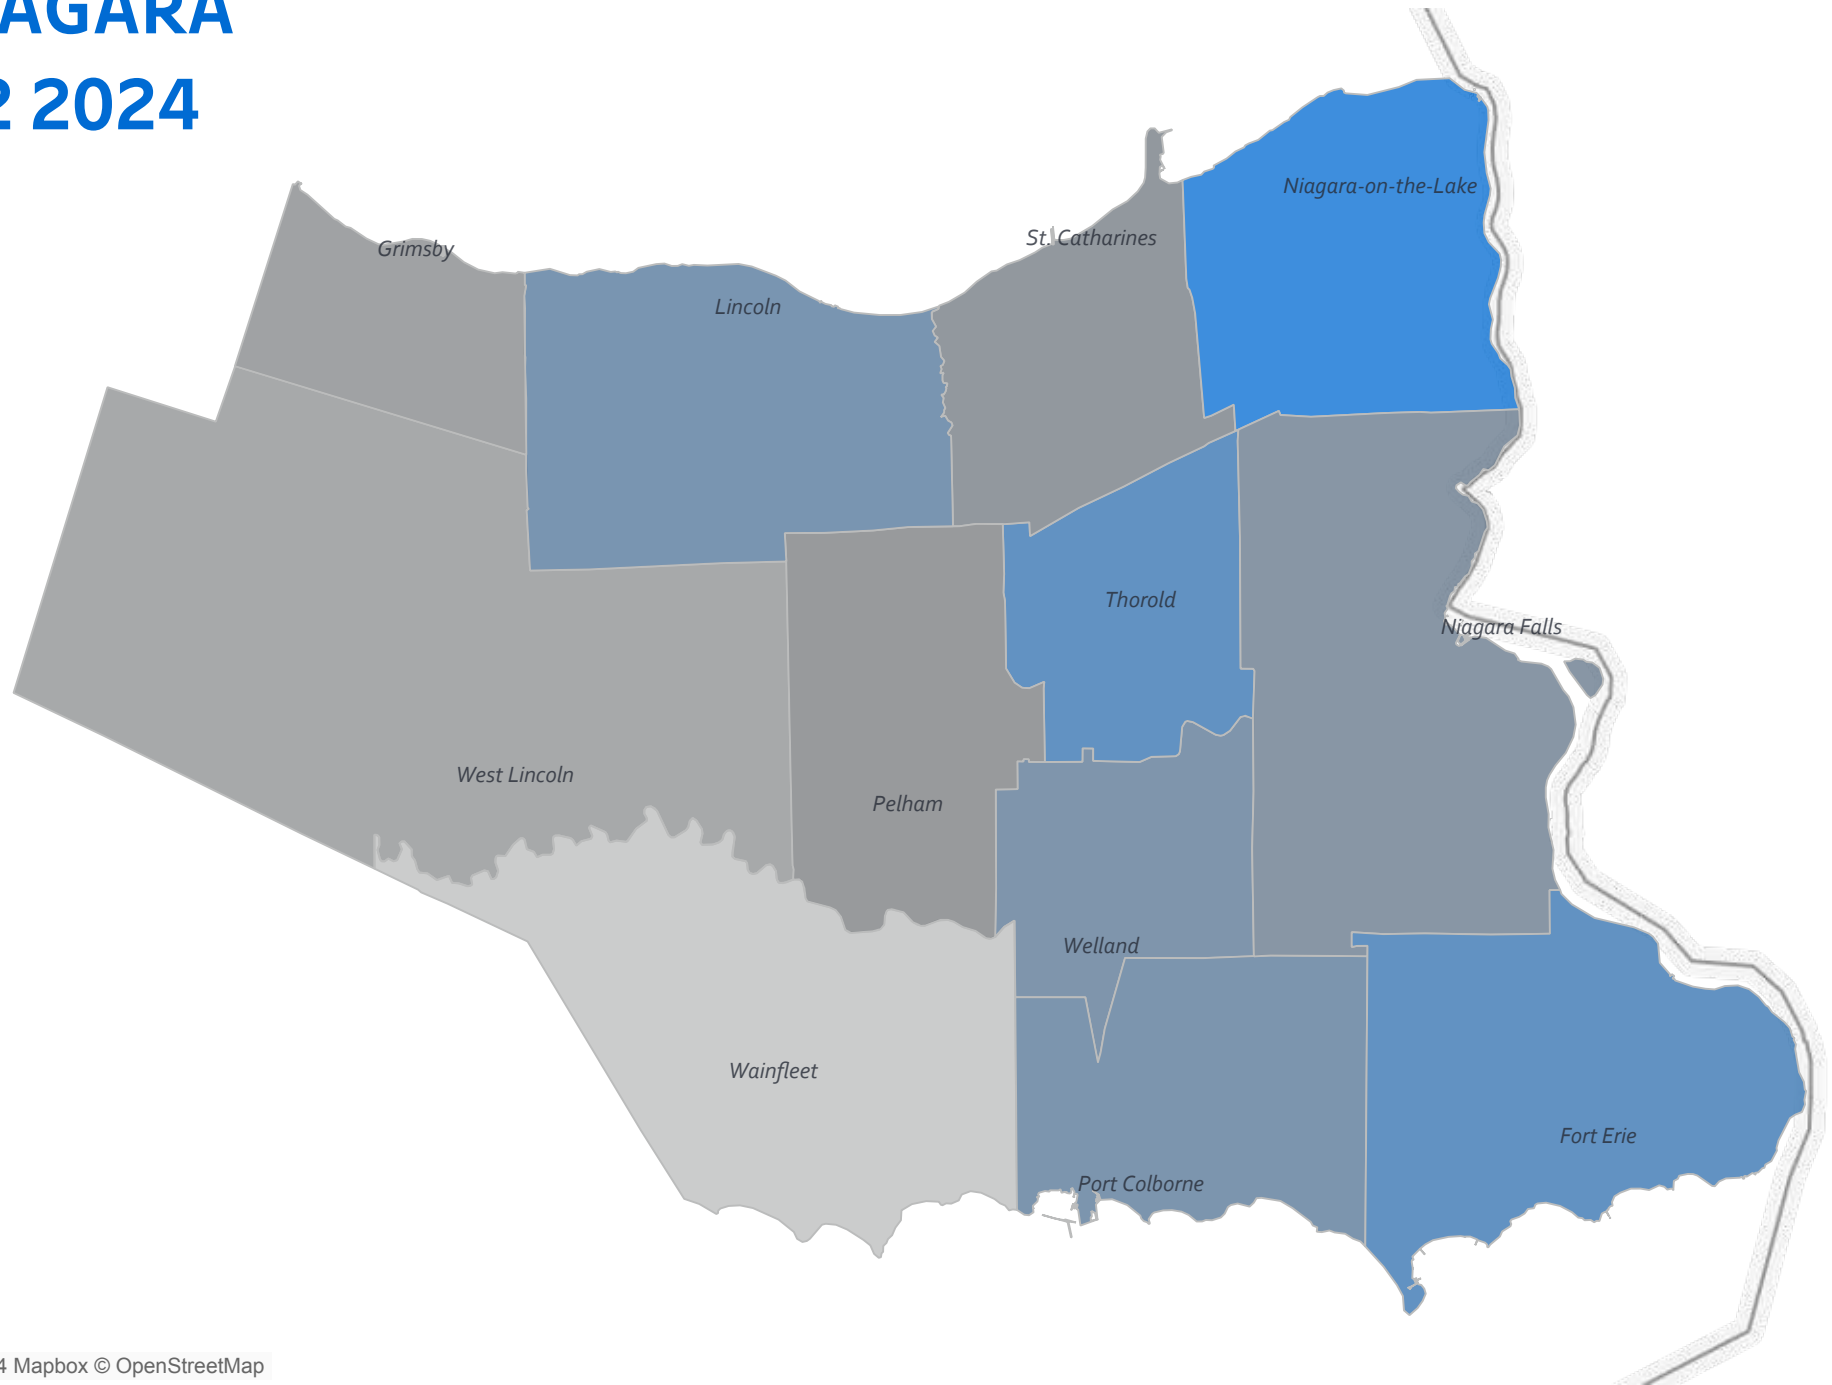 AGARA
2 2024
Niagara-on-the-Lake
St. Catharines
Grimsby
Lincoln
Thorold
Niagara Falls
West Lincoln
Pelham
Welland
Wainfleet
Fort Erie
Port Colborne
4 Mapbox © OpenStreetMap